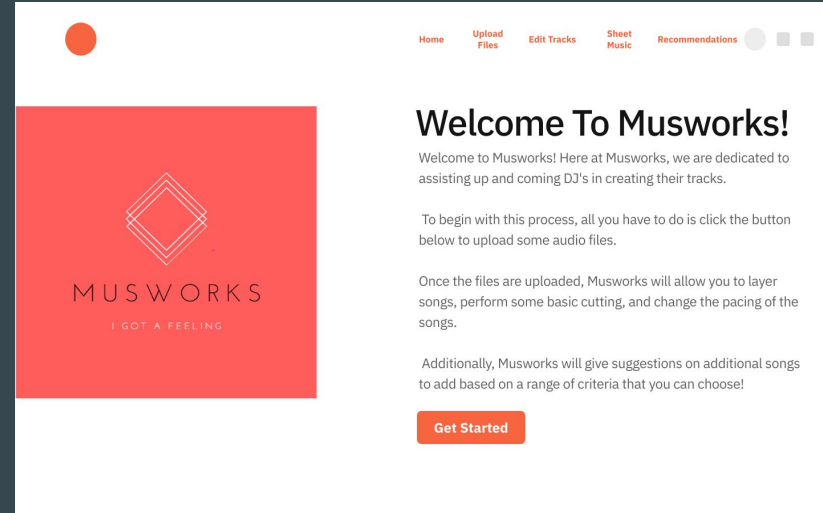 Home
Upload
Files
Edit Tracks
Sheet
Music
Recommendations
MUSWORKS
I GOT A FEELING
Welcome To Musworks!
Welcome to Musworks! Here at Musworks, we are dedicated to
assisting up and coming DJ's in creating their tracks.
To begin with this process, all you have to do is click the button
below to upload some audio files.
Once the files are uploaded, Musworks will allow you to layer
songs, perform some basic cutting, and change the pacing of the
songs.
Additionally, Musworks will give suggestions on additional songs
to add based on a range of criteria that you can choose!
Get Started